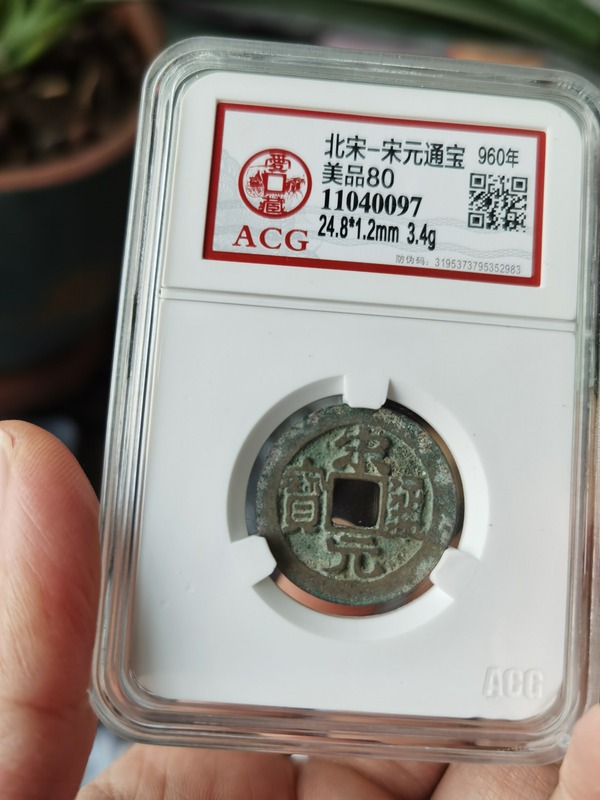 北宋-宋元通宝 960年
美品80
11040097
24.8*1.2mm 3.4g
ACG
防伪码：3195373795352983
宋
寶 通
元
ACG